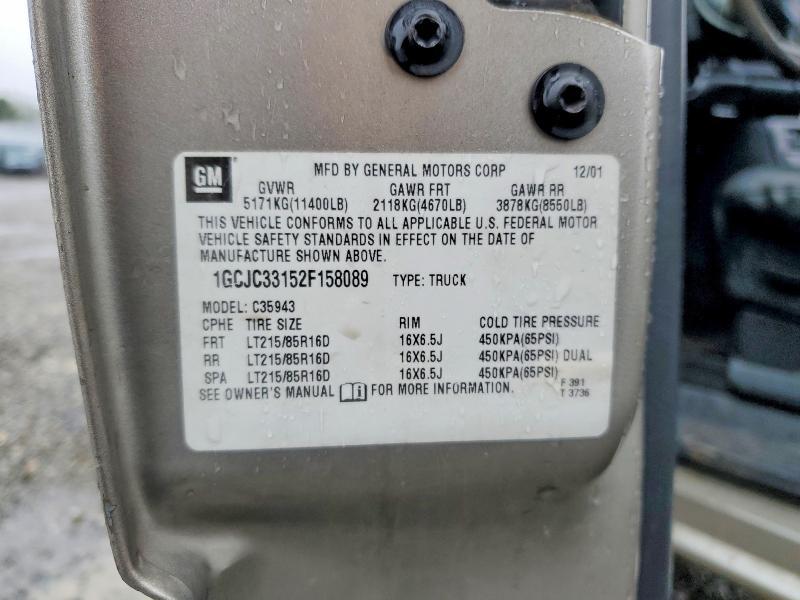 GM
MFD BY GENERAL MOTORS CORP 12/01
GVWR GAWR FRT GAWR RR
5171KG(11400LB) 2118KG(4670LB) 3878KG(8550LB)
THIS VEHICLE CONFORMS TO ALL APPLICABLE U.S. FEDERAL MOTOR
VEHICLE SAFETY STANDARDS IN EFFECT ON THE DATE OF
MANUFACTURE SHOWN ABOVE.
1GCJC33152F158089 TYPE: TRUCK
MODEL: C35943
CPHE TIRE SIZE RIM COLD TIRE PRESSURE
FRT LT215/85R16D 16X6.5J 450KPA(65PSI)
RR LT215/85R16D 16X6.5J 450KPA(65PSI) DUAL
SPA LT215/85R16D 16X6.5J 450KPA(65PSI)
SEE OWNER'S MANUAL i FOR MORE INFORMATION.
F 391
T 3736